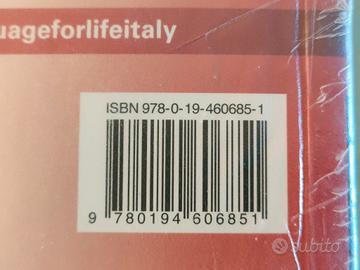 uageforlifeitaly
ISBN 978-0-19-460685-1
9 780194 606851
subito